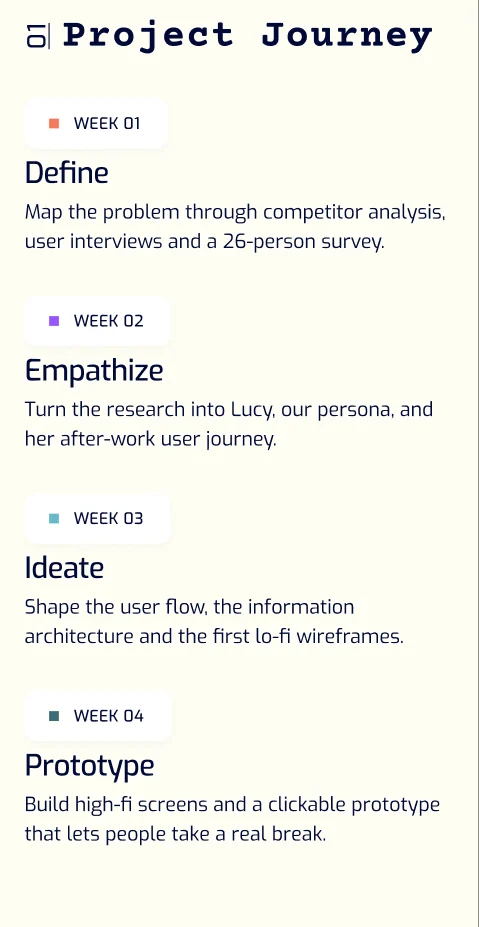 01 Project Journey
WEEK 01
Define
Map the problem through competitor analysis,
user interviews and a 26-person survey.
WEEK 02
Empathize
Turn the research into Lucy, our persona, and
her after-work user journey.
WEEK 03
Ideate
Shape the user flow, the information
architecture and the first lo-fi wireframes.
WEEK 04
Prototype
Build high-fi screens and a clickable prototype
that lets people take a real break.